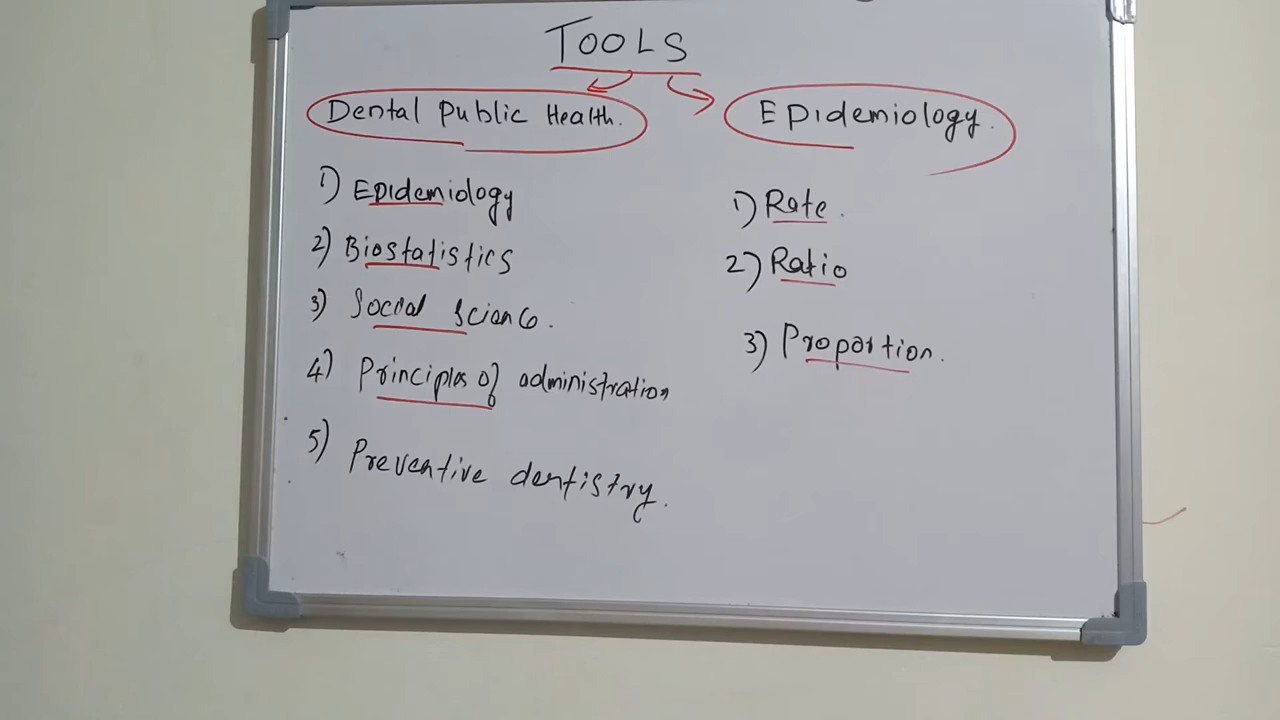 TOOLS
Dental Public Health.
1) Epidemiology
2) Biostatistics
3) Social Science.
4) Principles of administration
5) Preventive dentistry.
Epidemiology.
1) Rate.
2) Ratio
3) Proportion.